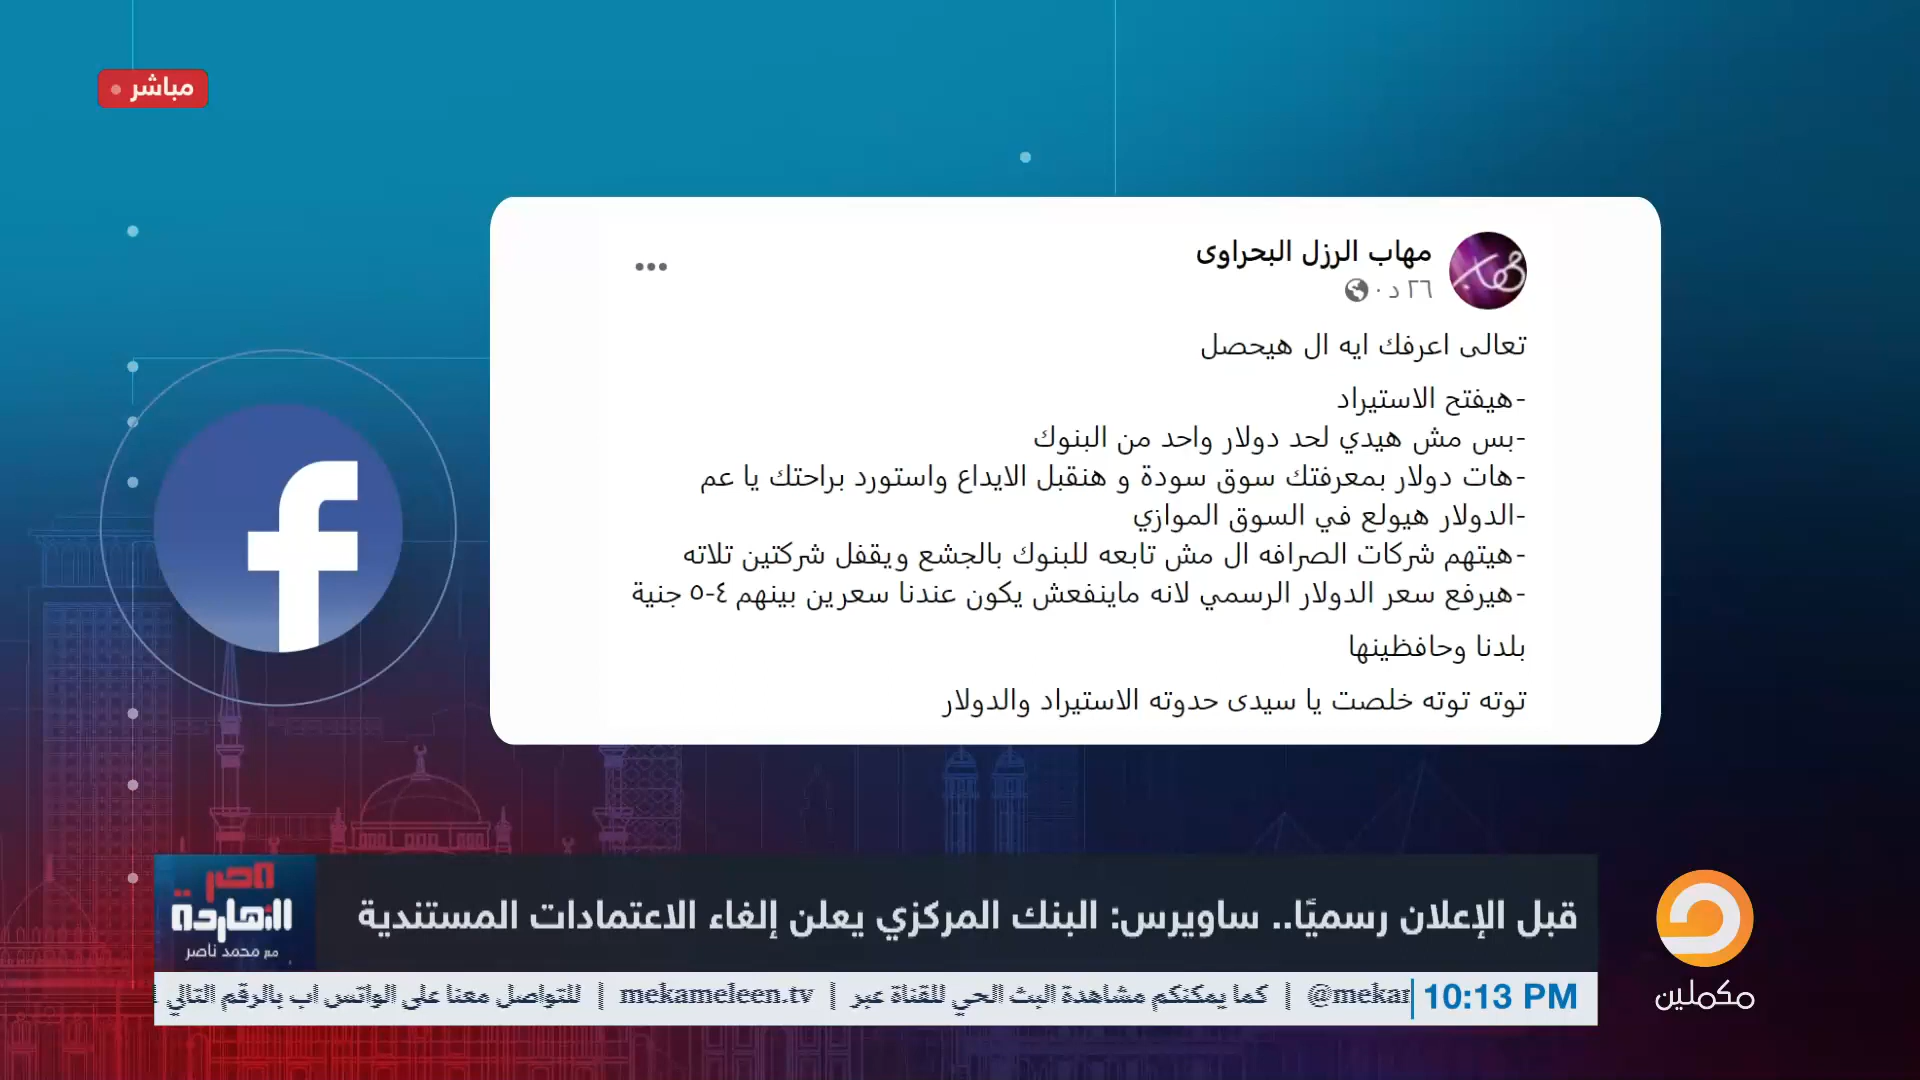 مباشر
مهاب الرزل البحراوى
٢٦ د ·
تعالى اعرفك ايه ال هيحصل
-هيفتح الاستيراد
-بس مش هيدي لحد دولار واحد من البنوك
-هات دولار بمعرفتك سوق سودة و هنقبل الايداع واستورد براحتك يا عم
-الدولار هيولع في السوق الموازي
-هيتهم شركات الصرافه ال مش تابعه للبنوك بالجشع ويقفل شركتين تلاته
-هيرفع سعر الدولار الرسمي لانه ماينفعش يكون عندنا سعرين بينهم ٤-٥ جنية
بلدنا وحافظينها
توته توته خلصت يا سيدى حدوته الاستيراد والدولار
قبل الإعلان رسميًا.. ساويرس: البنك المركزي يعلن إلغاء الاعتمادات المستندية
مصر
النهاردة
مع محمد ناصر
10:13 PM
@mekar | كما يمكنكم مشاهدة البث الحي للقناة عبر | mekameleen.tv | للتواصل معنا على الواتس اب بالرقم التالي
مكملين